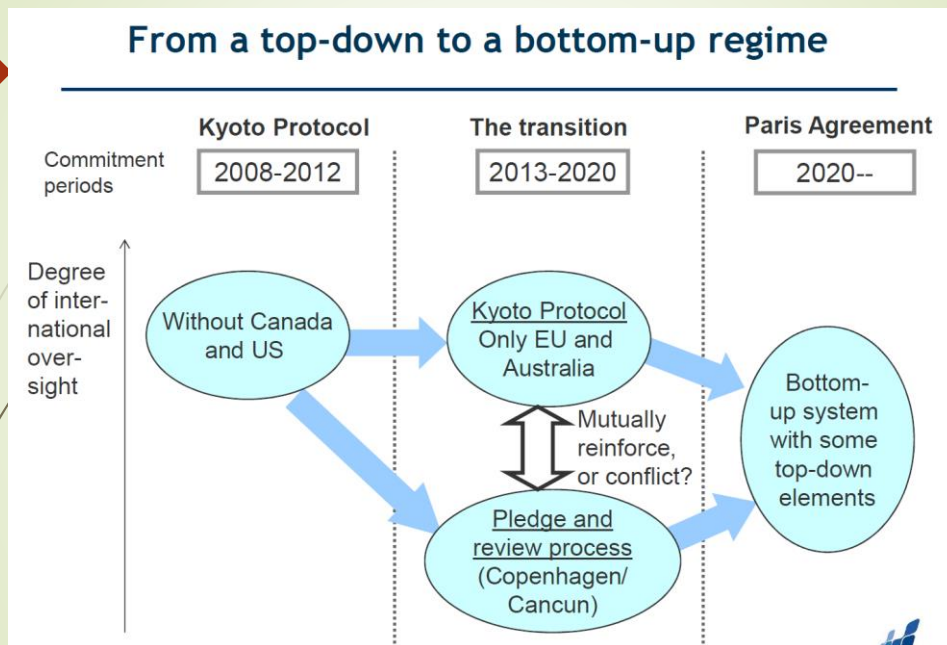 From a top-down to a bottom-up regime
Kyoto Protocol
The transition
Paris Agreement
Commitment
periods
2008-2012
2013-2020
2020--
Degree
of inter-
national
over-
sight
Without Canada
and US
Kyoto Protocol
Only EU and
Australia
Mutually
reinforce,
or conflict?
Pledge and
review process
(Copenhagen/
Cancun)
Bottom-
up system
with some
top-down
elements